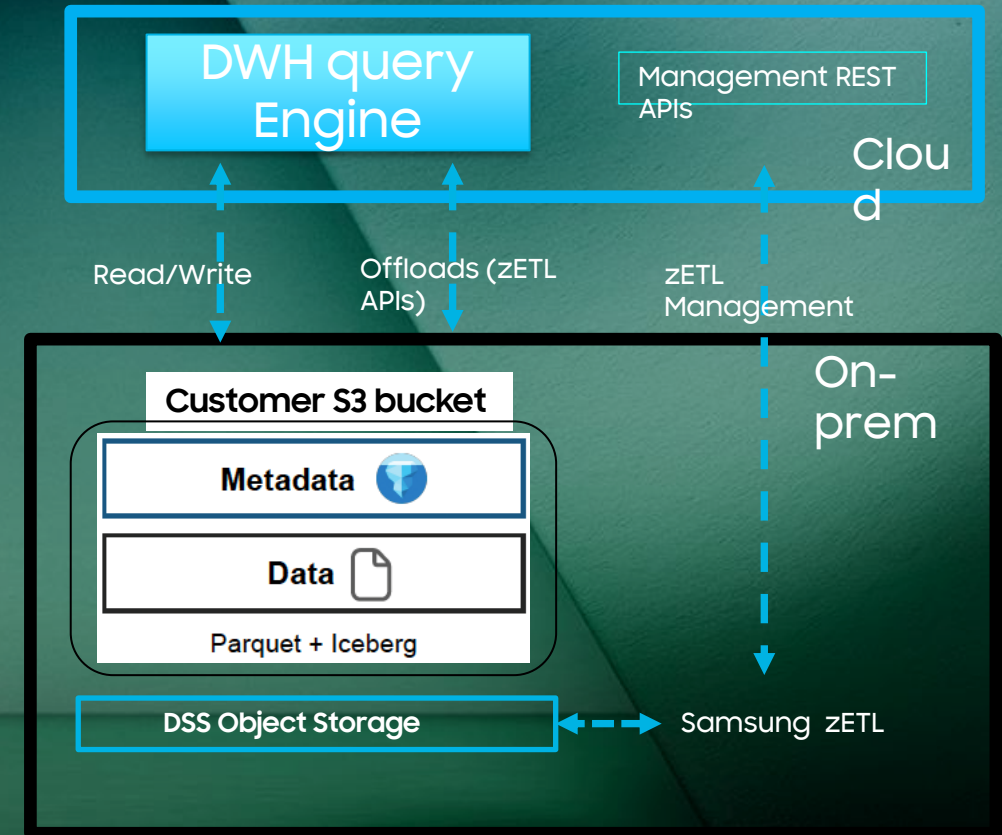 DWH query
Engine
Management REST
APIs
Clou
d
Read/Write
Offloads (zETL
APIs)
zETL
Management
On-
prem
Customer S3 bucket
Metadata
Data
Parquet + Iceberg
DSS Object Storage
Samsung zETL